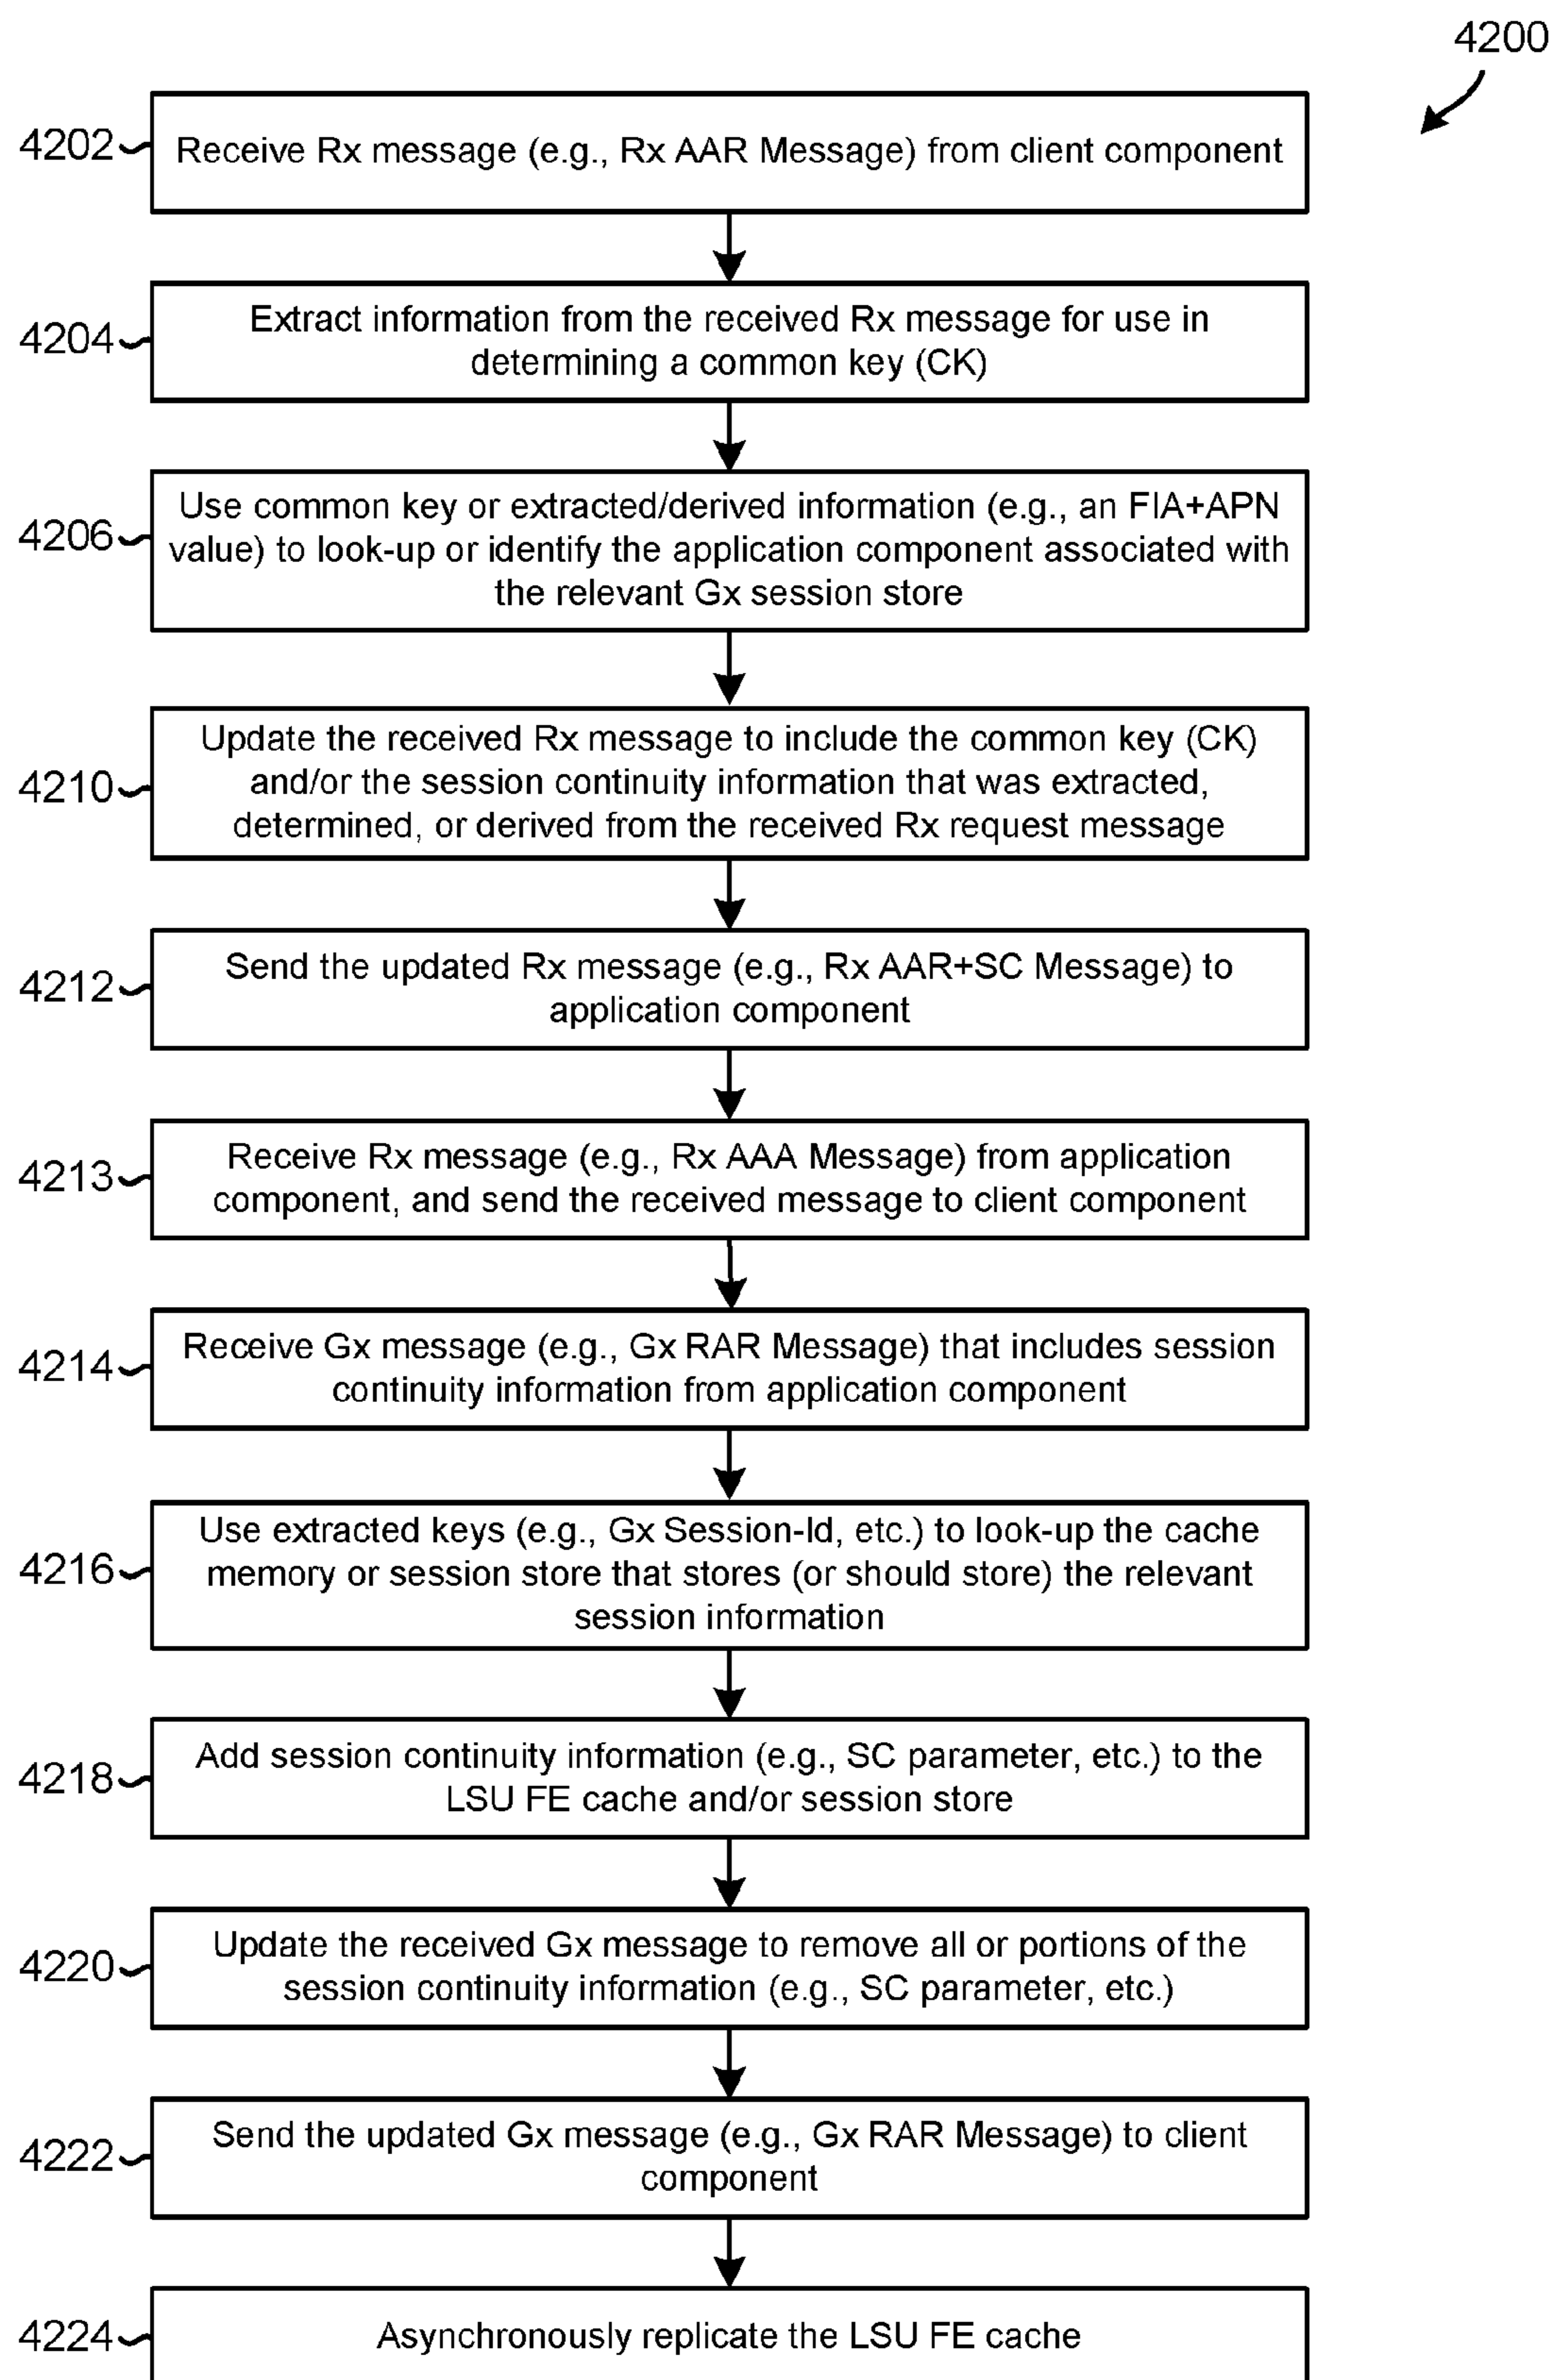 4200
4202
Receive Rx message (e.g., Rx AAR Message) from client component
4204
Extract information from the received Rx message for use in
determining a common key (CK)
4206
Use common key or extracted/derived information (e.g., an FIA+APN
value) to look-up or identify the application component associated with
the relevant Gx session store
4210
Update the received Rx message to include the common key (CK)
and/or the session continuity information that was extracted,
determined, or derived from the received Rx request message
4212
Send the updated Rx message (e.g., Rx AAR+SC Message) to
application component
4213
Receive Rx message (e.g., Rx AAA Message) from application
component, and send the received message to client component
4214
Receive Gx message (e.g., Gx RAR Message) that includes session
continuity information from application component
4216
Use extracted keys (e.g., Gx Session-Id, etc.) to look-up the cache
memory or session store that stores (or should store) the relevant
session information
4218
Add session continuity information (e.g., SC parameter, etc.) to the
LSU FE cache and/or session store
4220
Update the received Gx message to remove all or portions of the
session continuity information (e.g., SC parameter, etc.)
4222
Send the updated Gx message (e.g., Gx RAR Message) to client
component
4224
Asynchronously replicate the LSU FE cache